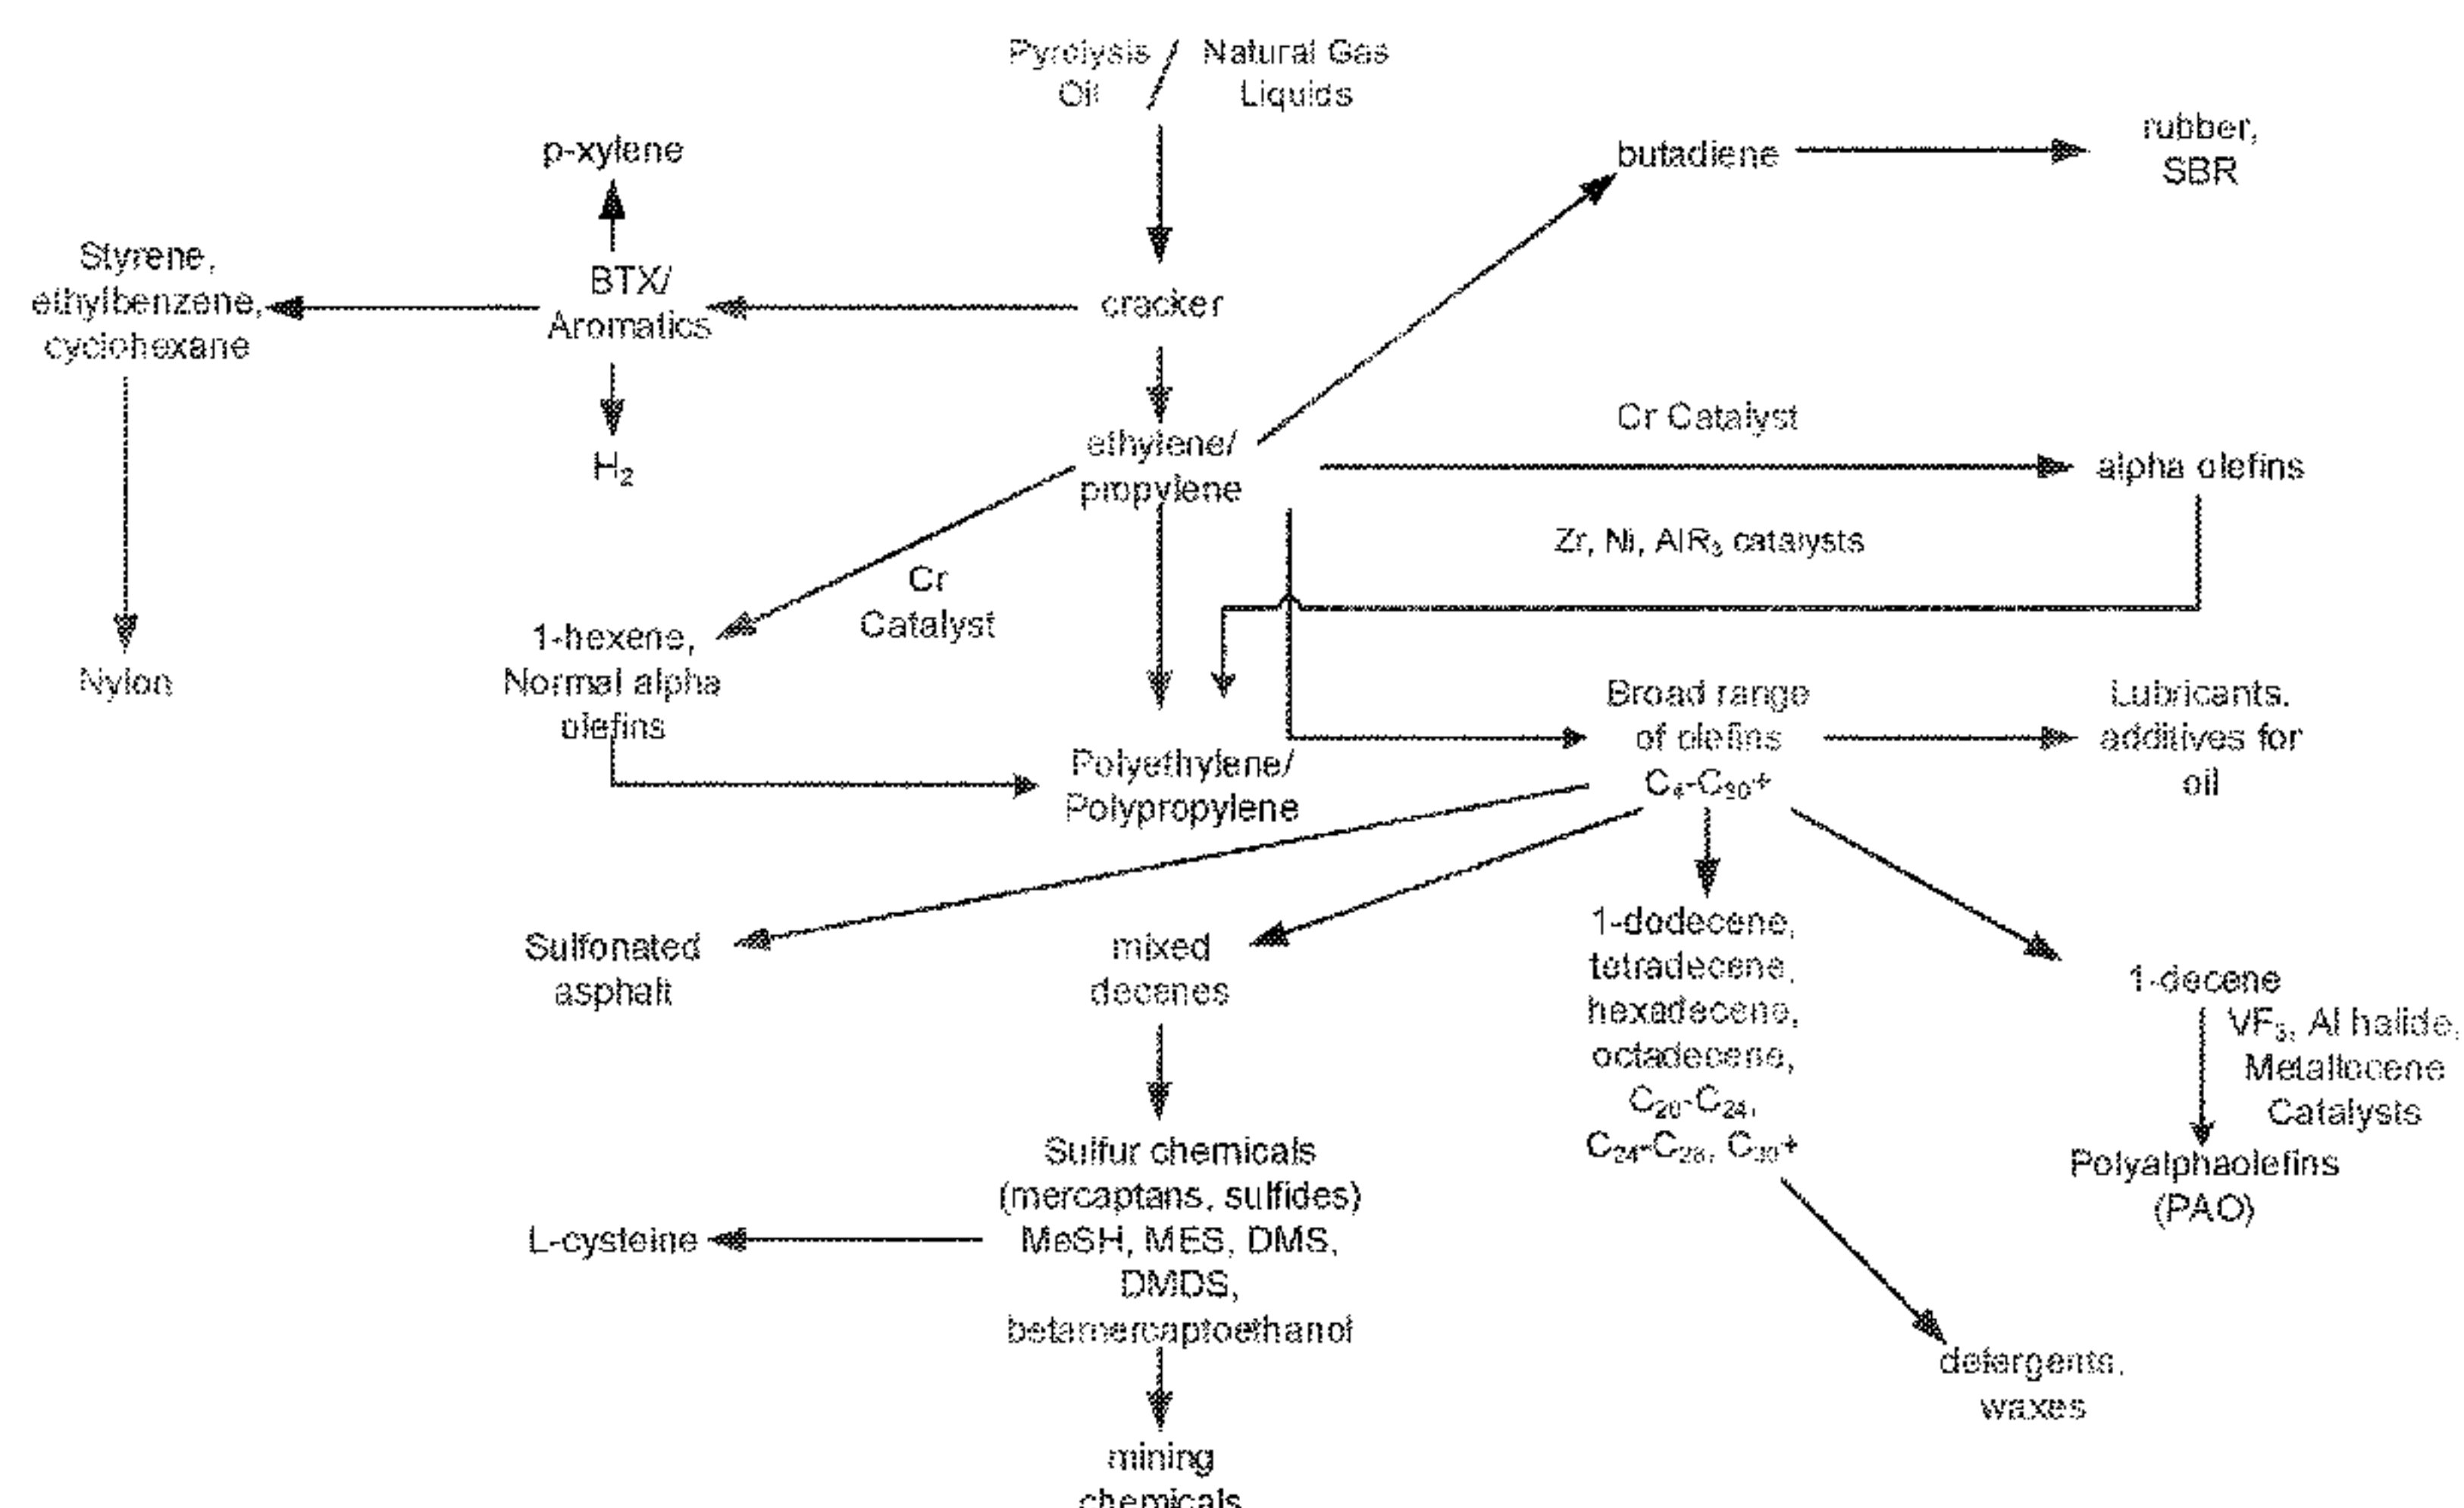 Pyrolysis / Natural Gas
Oil Liquids
p-xylene
butadiene
rubber,
SBR
Styrene,
ethylbenzene,
cyclohexane
BTX/
Aromatics
cracker
H₂
ethylene/
propylene
Cr Catalyst
alpha olefins
Zr, Ni, AlR₃ catalysts
Cr
Catalyst
1-hexene,
Normal alpha
olefins
Nylon
Polyethylene/
Polypropylene
Broad range
of olefins
C₄-C₃₀+
Lubricants,
additives for
oil
Sulfonated
asphalt
mixed
decenes
1-dodecene,
tetradecene,
hexadecene,
octadecene,
C₂₀-C₂₄,
C₂₄-C₂₈, C₃₀+
1-decene
VF₃, Al halide,
Metallocene
Catalysts
Polyalphaolefins
(PAO)
Sulfur chemicals
(mercaptans, sulfides)
MeSH, MES, DMS,
DMDS,
betamercaptoethanol
L-cysteine
detergents,
waxes
mining
chemicals